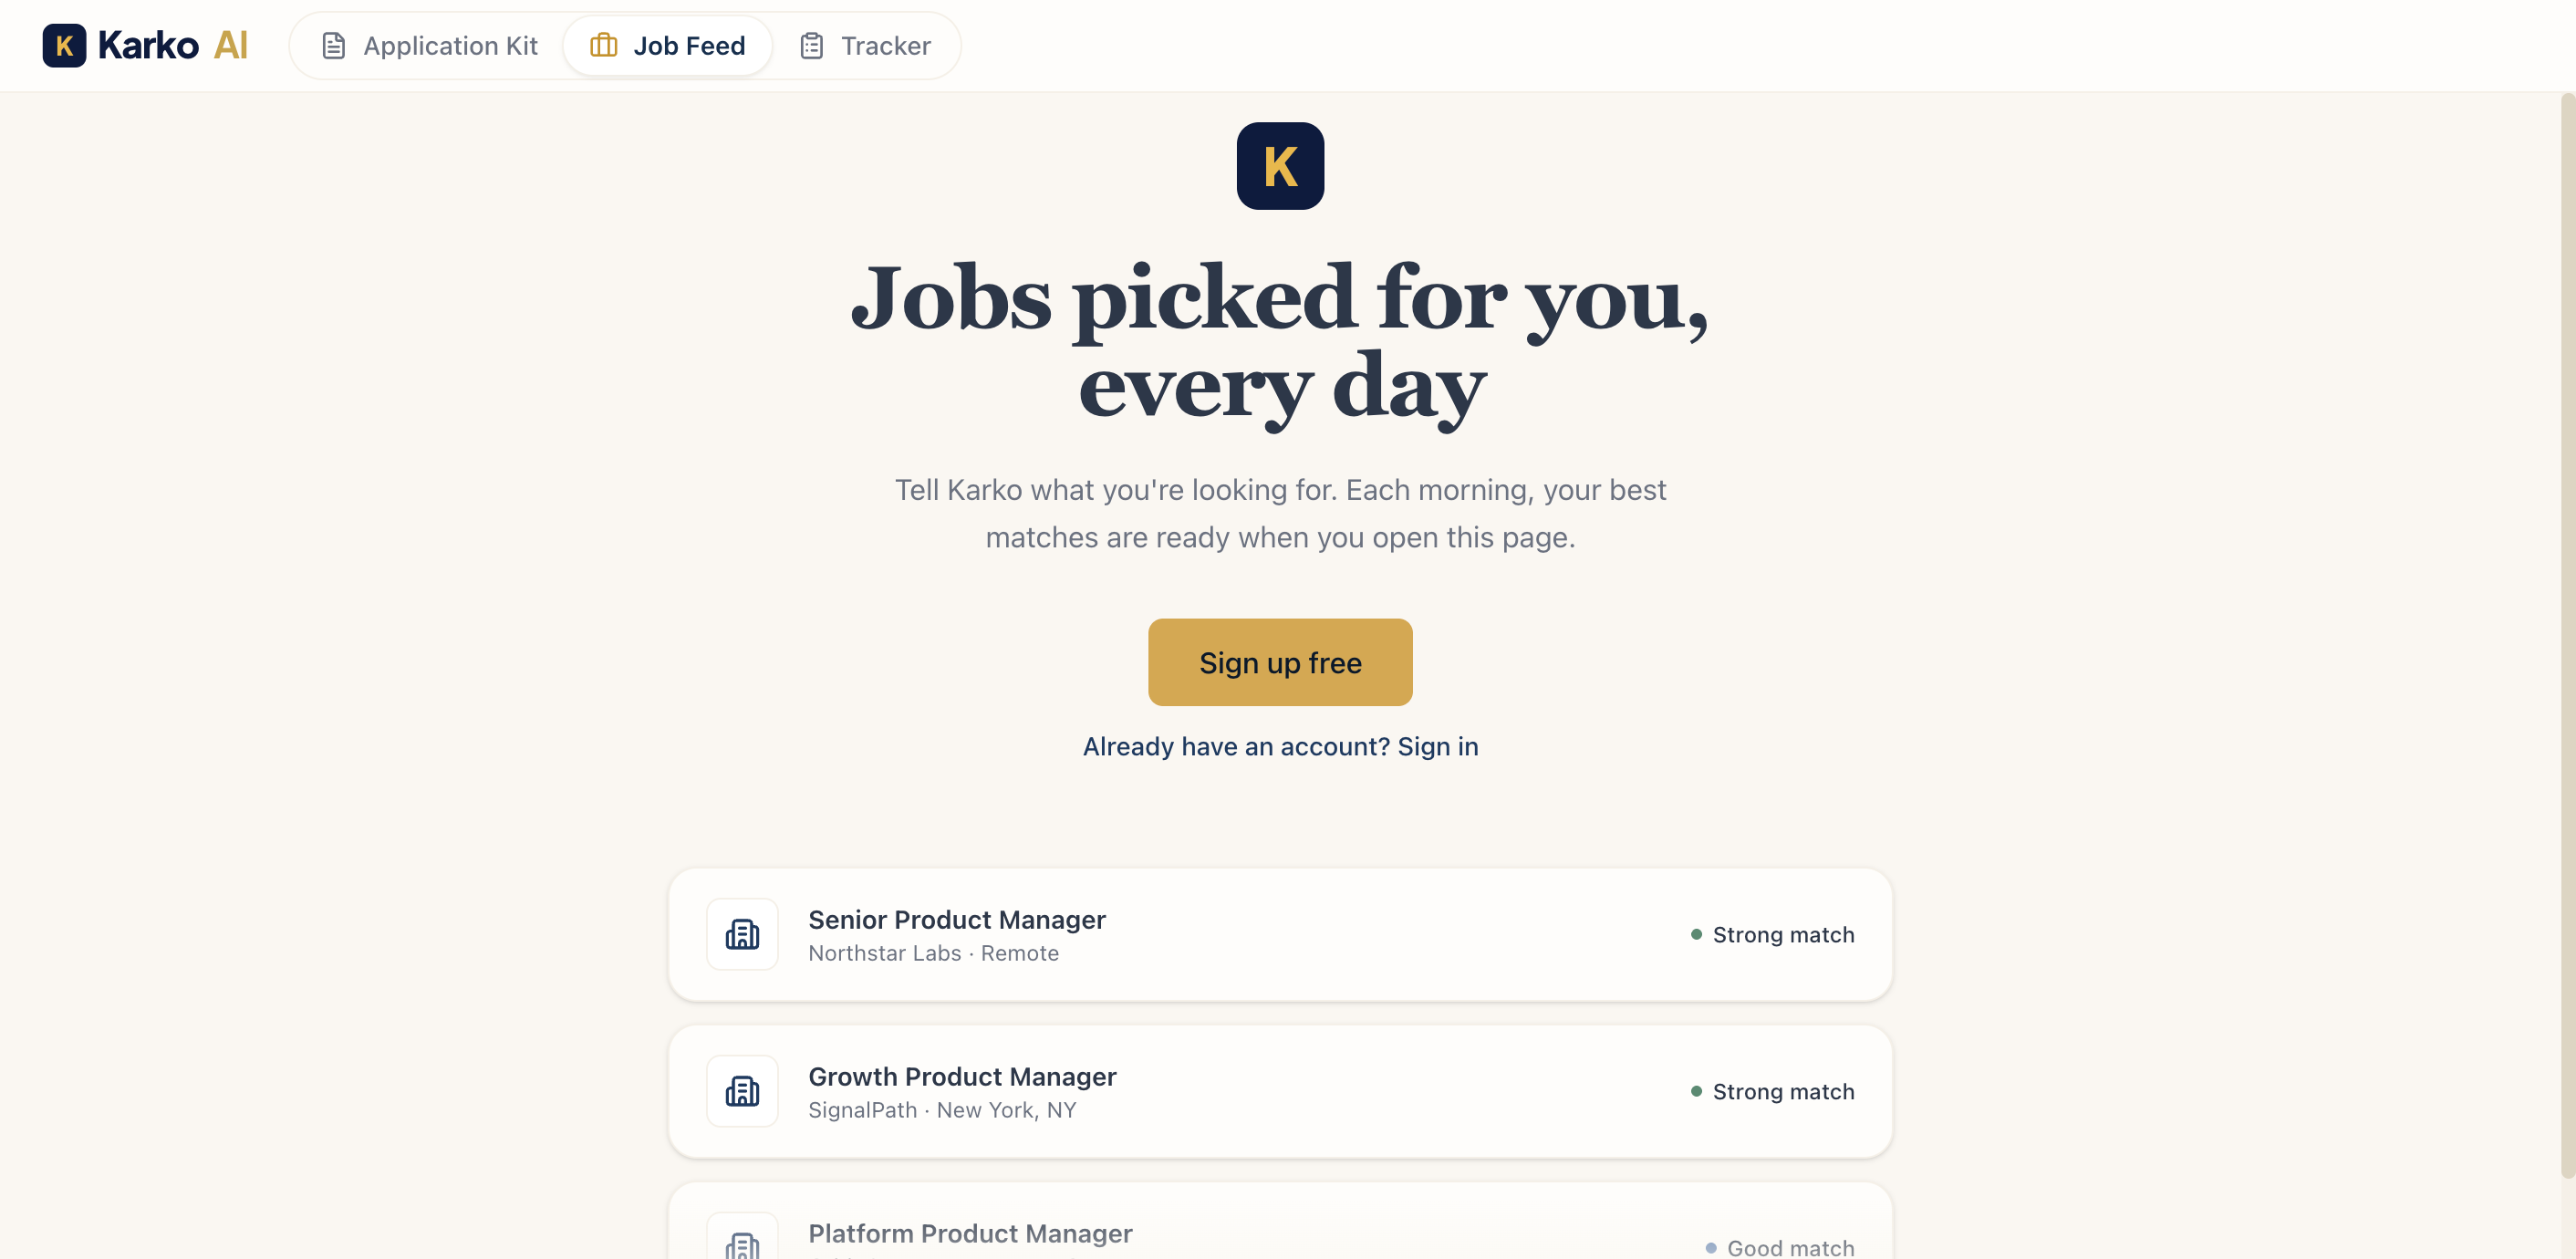 K Karko AI
Application Kit
Job Feed
Tracker
K
Jobs picked for you,
every day
Tell Karko what you're looking for. Each morning, your best
matches are ready when you open this page.
Sign up free
Already have an account? Sign in
Senior Product Manager
Northstar Labs · Remote
Strong match
Growth Product Manager
SignalPath · New York, NY
Strong match
Platform Product Manager
Good match